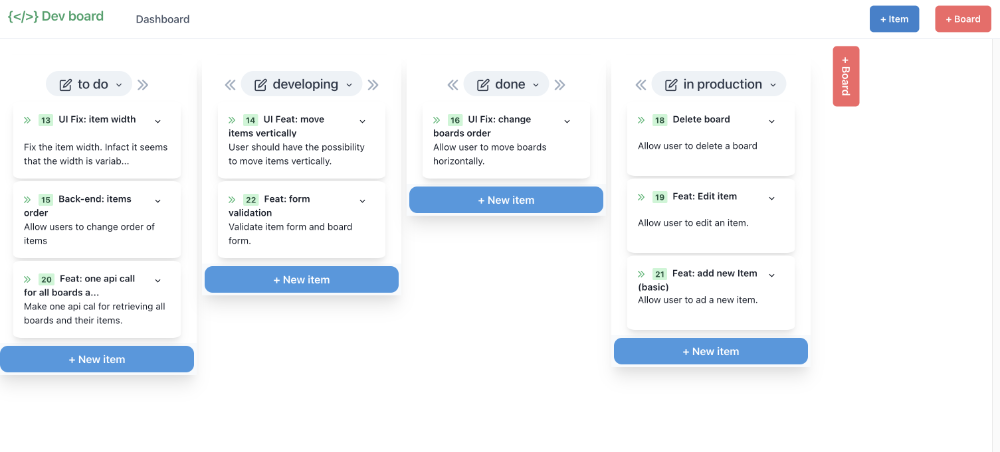 {</>} Dev board
Dashboard
+ Item
+ Board
to do
13 UI Fix: item width
Fix the item width. Infact it seems
that the width is variab...
15 Back-end: items
order
Allow users to change order of
items
20 Feat: one api call
for all boards a...
Make one api cal for retrieving all
boards and their items.
+ New item
developing
14 UI Feat: move
items vertically
User should have the possibility
to move items vertically.
22 Feat: form
validation
Validate item form and board
form.
+ New item
done
16 UI Fix: change
boards order
Allow user to move boards
horizontally.
+ New item
in production
18 Delete board
Allow user to delete a board
19 Feat: Edit item
Allow user to edit an item.
21 Feat: add new Item
(basic)
Allow user to ad a new item.
+ New item
+ Board